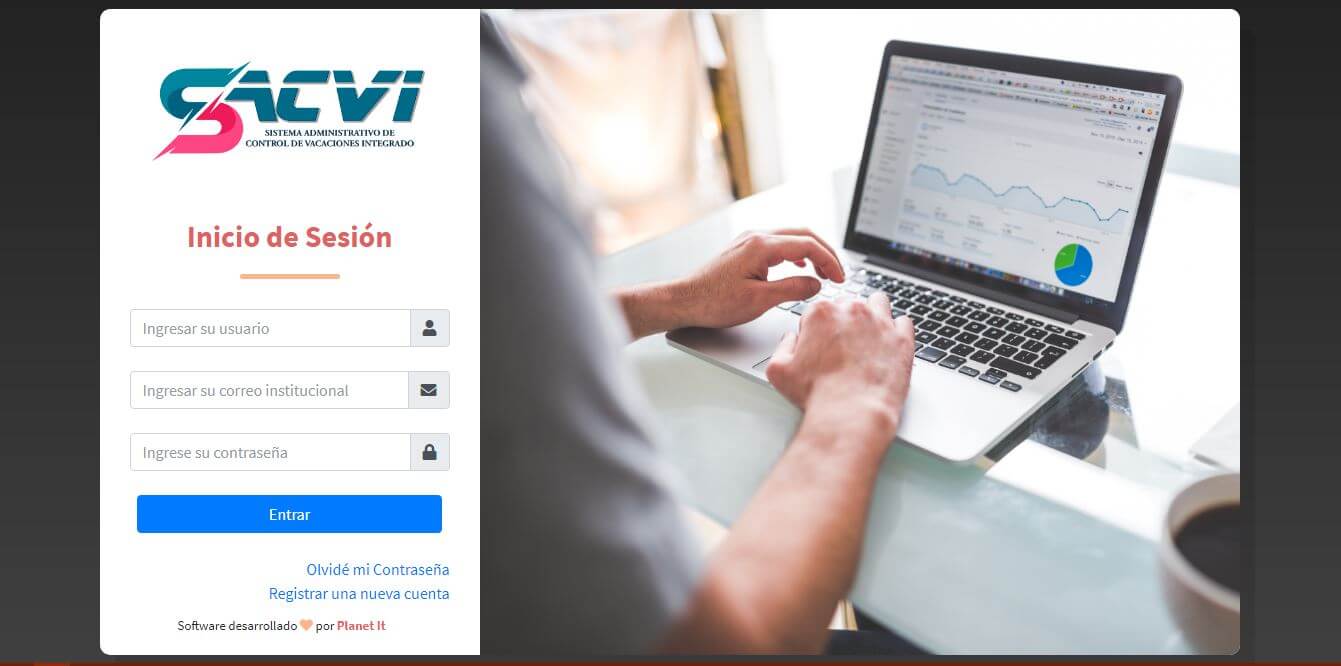 SACVI
SISTEMA ADMINISTRATIVO DE
CONTROL DE VACACIONES INTEGRADO
Inicio de Sesión
Ingresar su usuario
Ingresar su correo institucional
Ingrese su contraseña
Entrar
Olvidé mi Contraseña
Registrar una nueva cuenta
Software desarrollado por Planet It